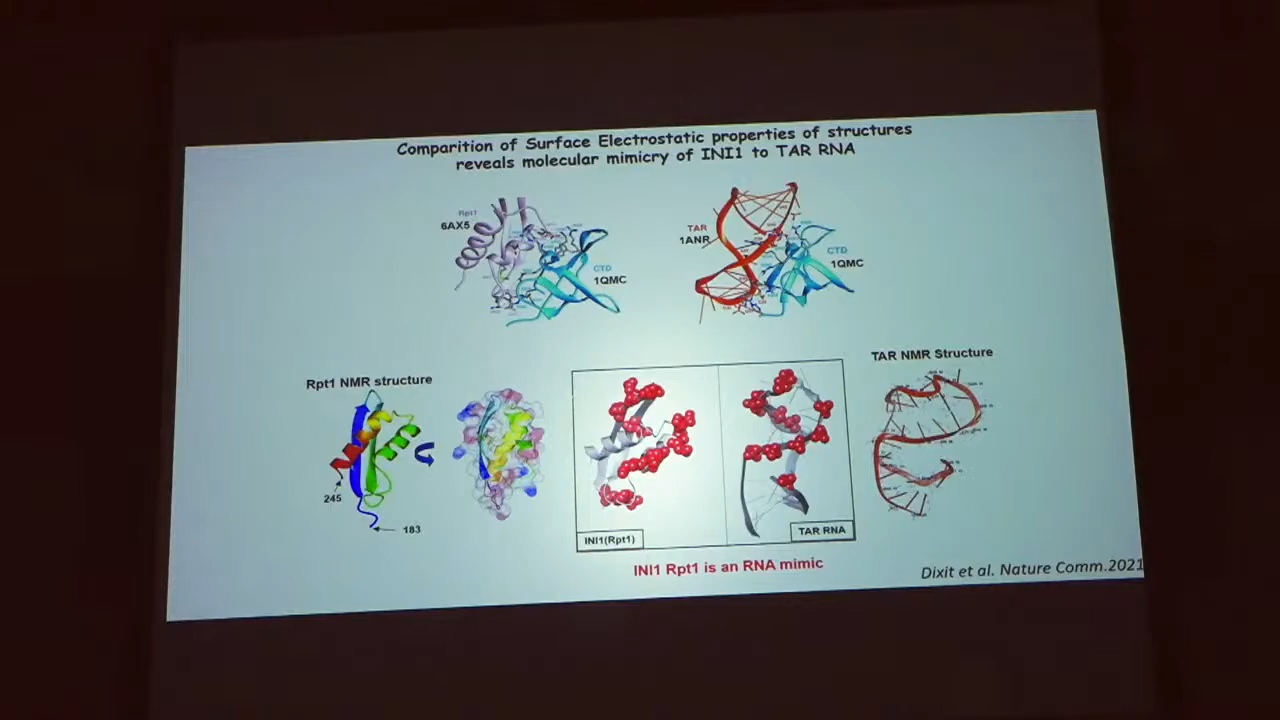 Comparition of Surface Electrostatic properties of structures
reveals molecular mimicry of INI1 to TAR RNA
Rpt1
6AX5
CTD
1QMC
TAR
1ANR
CTD
1QMC
Rpt1 NMR structure
245
183
INI1(Rpt1)
TAR RNA
TAR NMR Structure
INI1 Rpt1 is an RNA mimic
Dixit et al. Nature Comm.2021